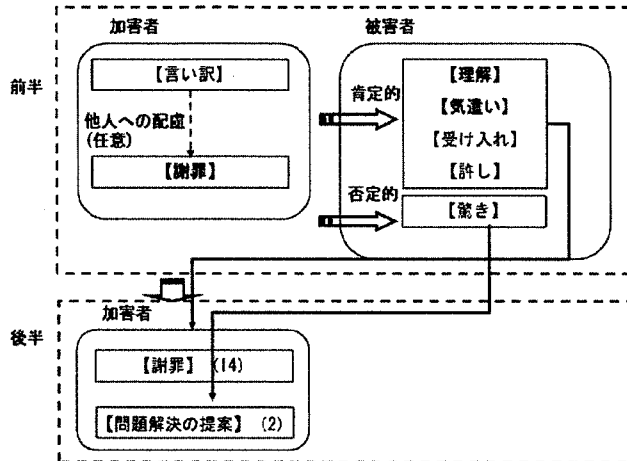 加害者
被害者
前半
【言い訳】
他人への配慮
(任意)
【謝罪】
肯定的
【理解】
【気遣い】
【受け入れ】
【許し】
否定的
【驚き】
後半
加害者
【謝罪】 (14)
【問題解決の提案】 (2)